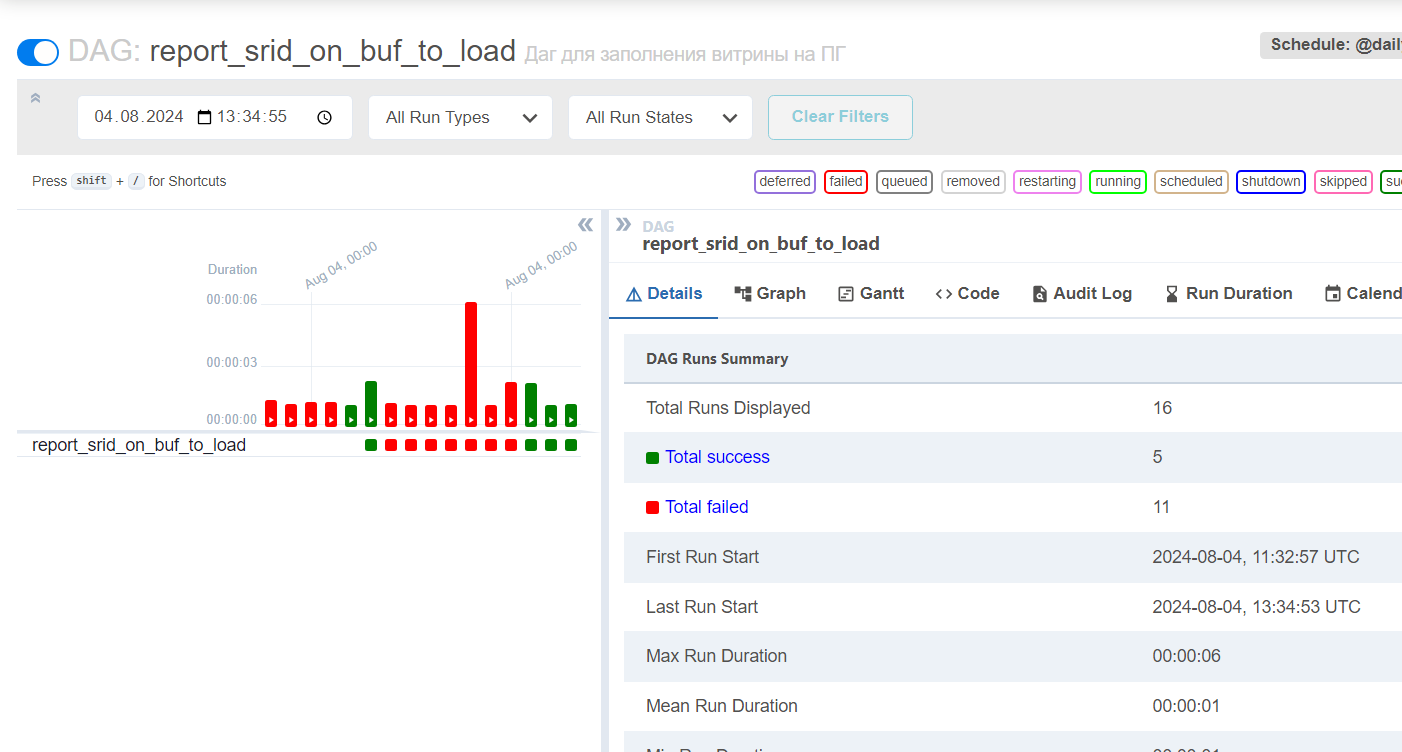 DAG: report_srid_on_buf_to_load Даг для заполнения витрины на ПГ
Schedule: @dail
04.08.2024 13:34:55
All Run Types
All Run States
Clear Filters
Press shift + / for Shortcuts
deferred failed queued removed restarting running scheduled shutdown skipped su
Duration
Aug 04, 00:00
Aug 04, 00:00
00:00:06
00:00:03
00:00:00
report_srid_on_buf_to_load
DAG
report_srid_on_buf_to_load
Details Graph Gantt Code Audit Log Run Duration Calend
DAG Runs Summary
Total Runs Displayed 16
Total success 5
Total failed 11
First Run Start 2024-08-04, 11:32:57 UTC
Last Run Start 2024-08-04, 13:34:53 UTC
Max Run Duration 00:00:06
Mean Run Duration 00:00:01